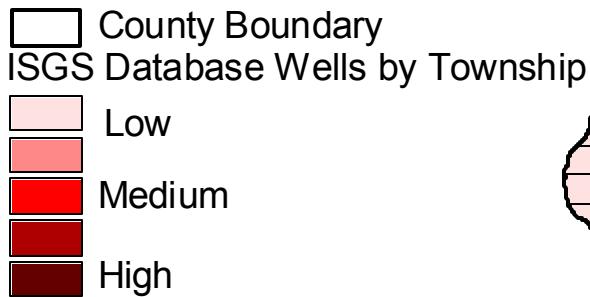 County Boundary
ISGS Database Wells by Township
Low
Medium
High